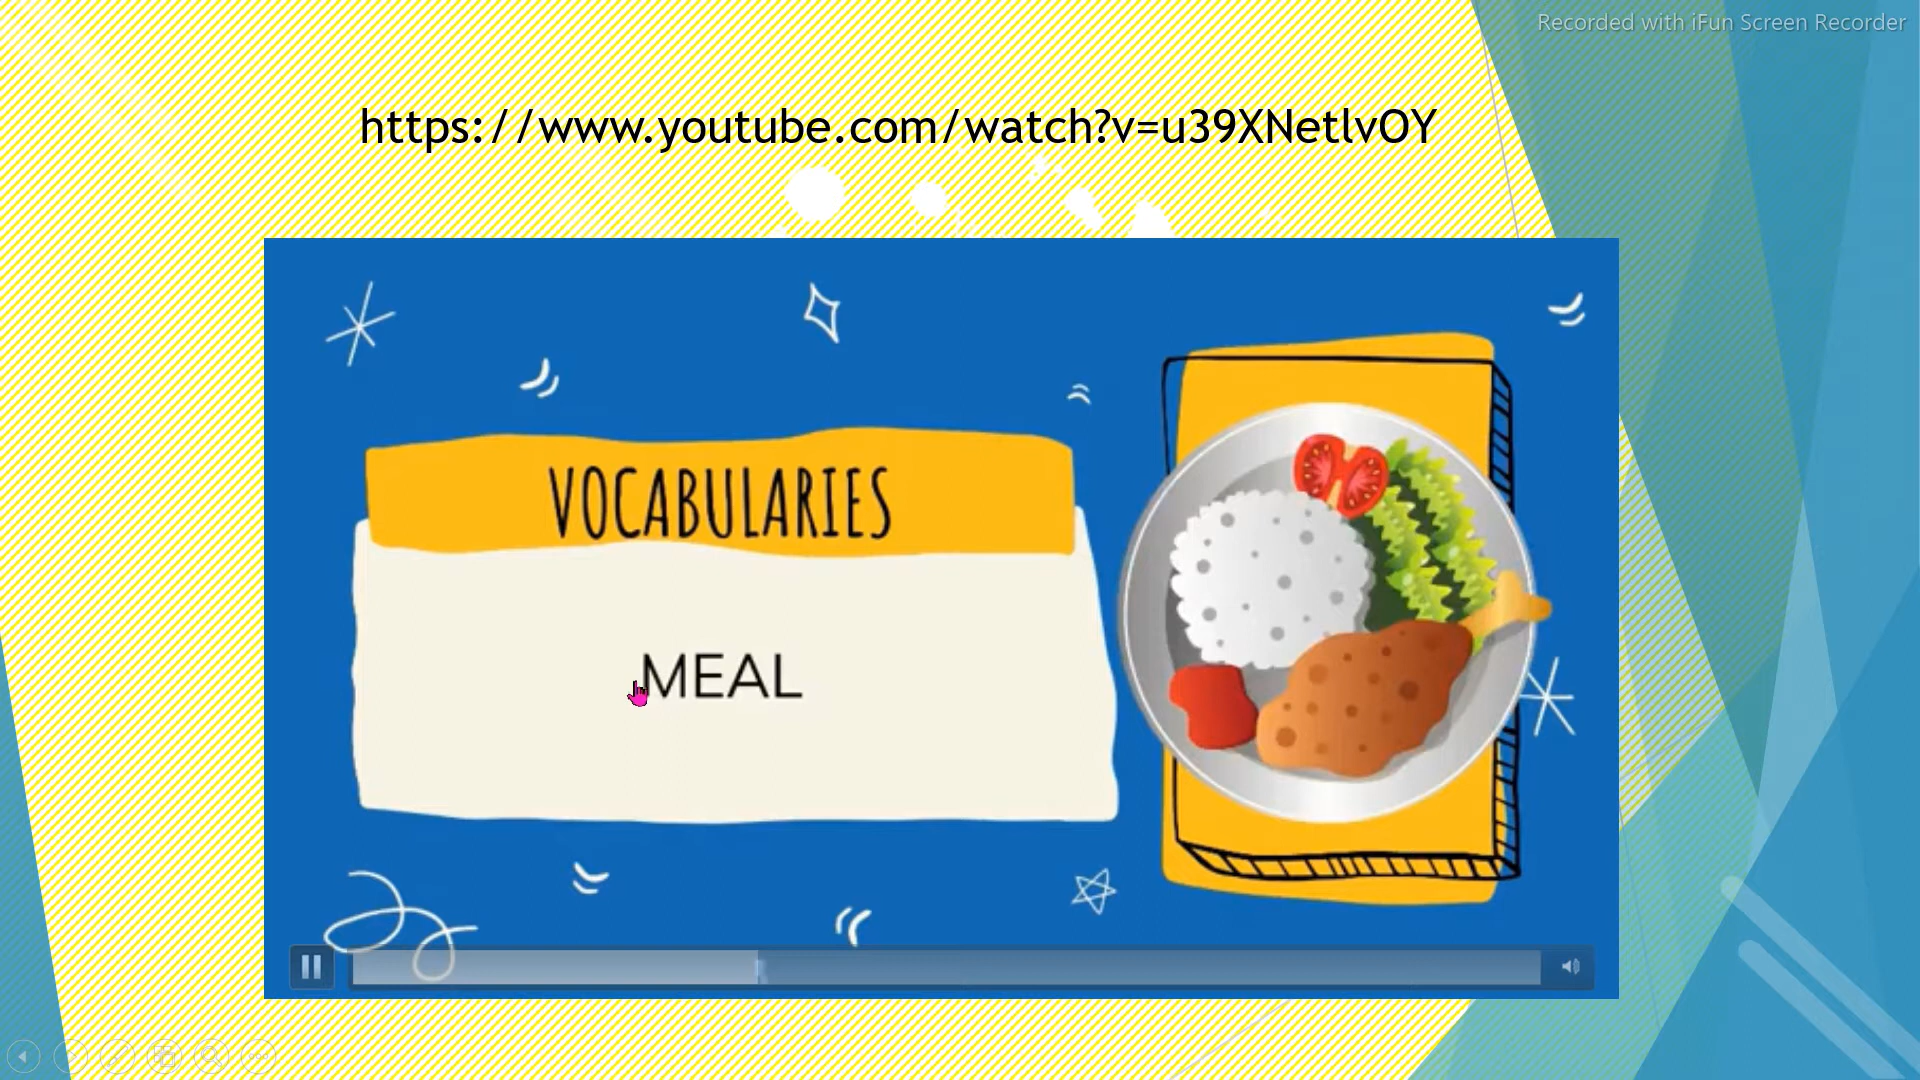 Recorded with iFun Screen Recorder
https://www.youtube.com/watch?v=u39XNetlvOY
VOCABULARIES
MEAL